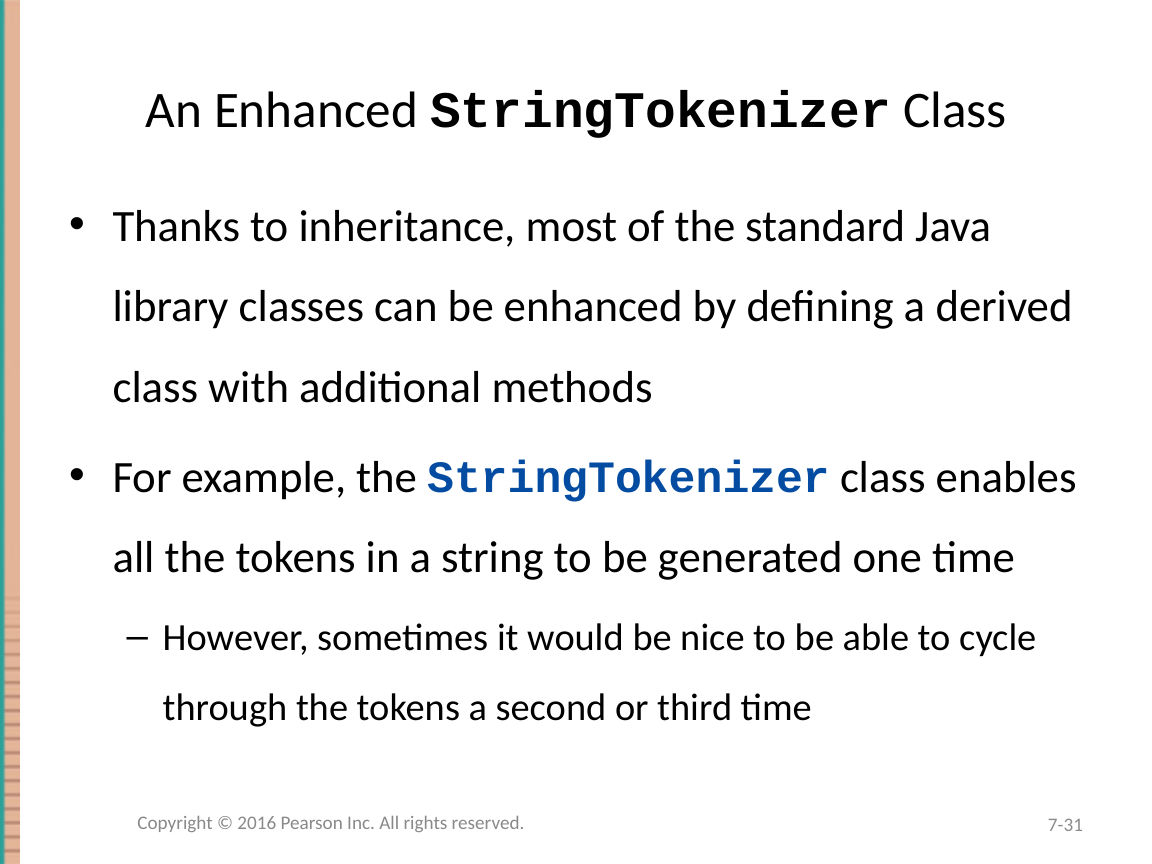 An Enhanced StringTokenizer Class
• Thanks to inheritance, most of the standard Java
library classes can be enhanced by defining a derived
class with additional methods
• For example, the StringTokenizer class enables
all the tokens in a string to be generated one time
– However, sometimes it would be nice to be able to cycle
through the tokens a second or third time
Copyright © 2016 Pearson Inc. All rights reserved.
7-31